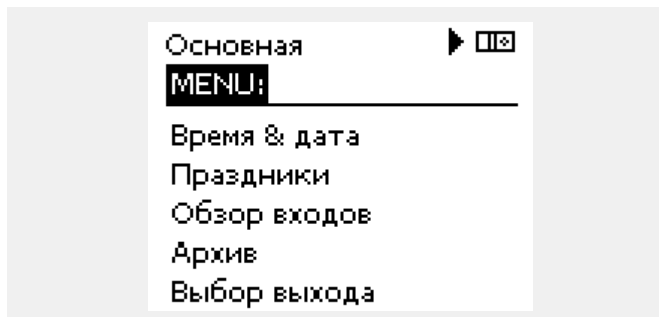 Основная
MENU:
Время & дата
Праздники
Обзор входов
Архив
Выбор выхода